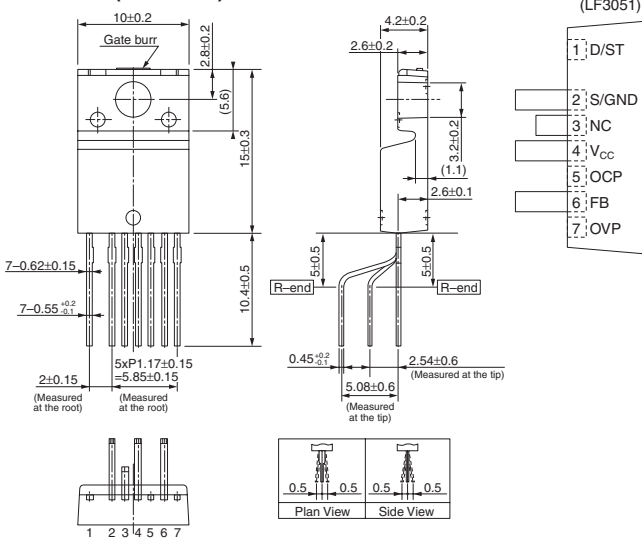 10±0.2
Gate burr
2.8±0.2
(5.6)
15±0.3
10.4±0.5
7–0.62±0.15
7–0.55 +0.2 -0.1
5xP1.17±0.15
=5.85±0.15
2±0.15
(Measured
at the root)
(Measured
at the root)
4.2±0.2
2.6±0.2
3.2±0.2
(1.1)
2.6±0.1
5±0.5
5±0.5
R–end
R–end
0.45 +0.2 -0.1
2.54±0.6
(Measured at the tip)
5.08±0.6
(Measured
at the tip)
(LF3051)
1 D/ST
2 S/GND
3 NC
4 VCC
5 OCP
6 FB
7 OVP
1 2 3 4 5 6 7
0.5 0.5 0.5 0.5
Plan View Side View